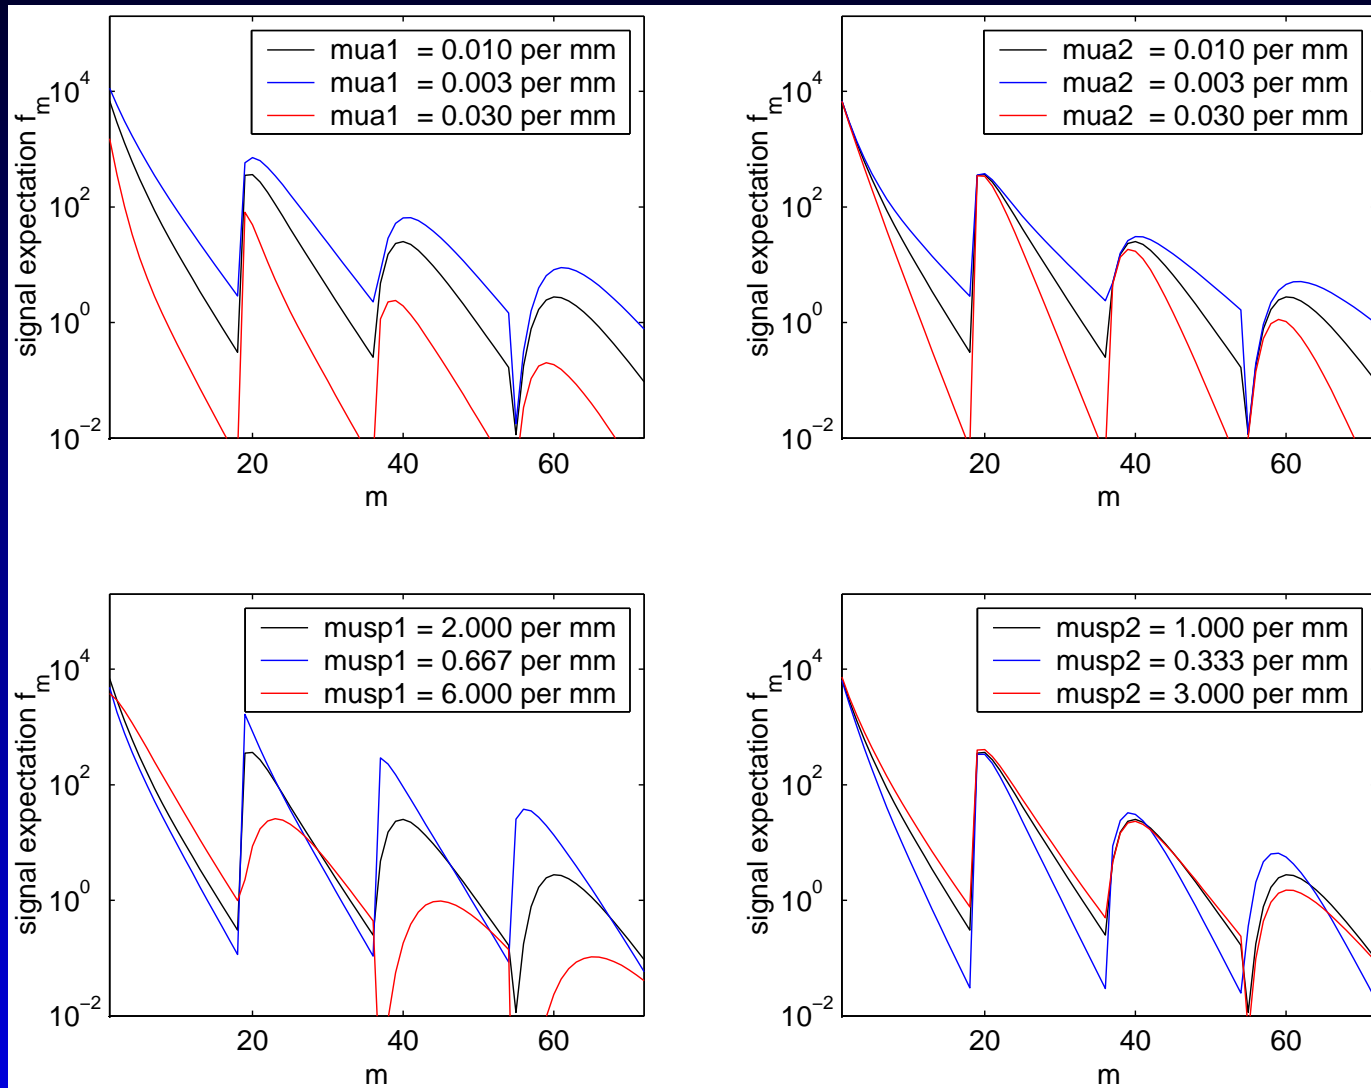 mua1 = 0.010 per mm
mua1 = 0.003 per mm
mua1 = 0.030 per mm
10^4
10^2
10^0
10^−2
signal expectation f_m
20 40 60
m
mua2 = 0.010 per mm
mua2 = 0.003 per mm
mua2 = 0.030 per mm
10^4
10^2
10^0
10^−2
signal expectation f_m
20 40 60
m
musp1 = 2.000 per mm
musp1 = 0.667 per mm
musp1 = 6.000 per mm
10^4
10^2
10^0
10^−2
signal expectation f_m
20 40 60
m
musp2 = 1.000 per mm
musp2 = 0.333 per mm
musp2 = 3.000 per mm
10^4
10^2
10^0
10^−2
signal expectation f_m
20 40 60
m